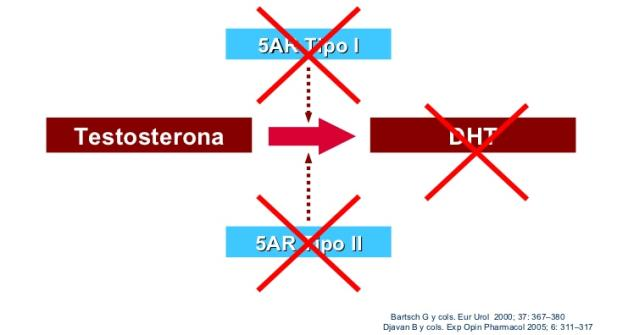 5AR Tipo I
Testosterona
DHT
5AR Tipo II
Bartsch G y cols. Eur Urol 2000; 37: 367–380
Djavan B y cols. Exp Opin Pharmacol 2005; 6: 311–317